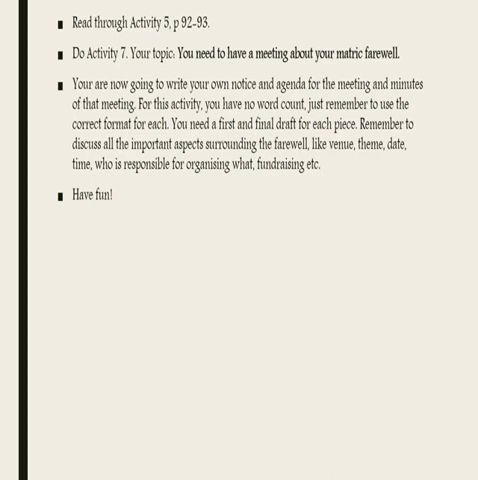 Read through Activity 5, p 92-93.
Do Activity 7. Your topic: You need to have a meeting about your matric farewell.
Your are now going to write your own notice and agenda for the meeting and minutes
of that meeting. For this activity, you have no word count, just remember to use the
correct format for each. You need a first and final draft for each piece. Remember to
discuss all the important aspects surrounding the farewell, like venue, theme, date,
time, who is responsible for organising what, fundraising etc.
Have fun!